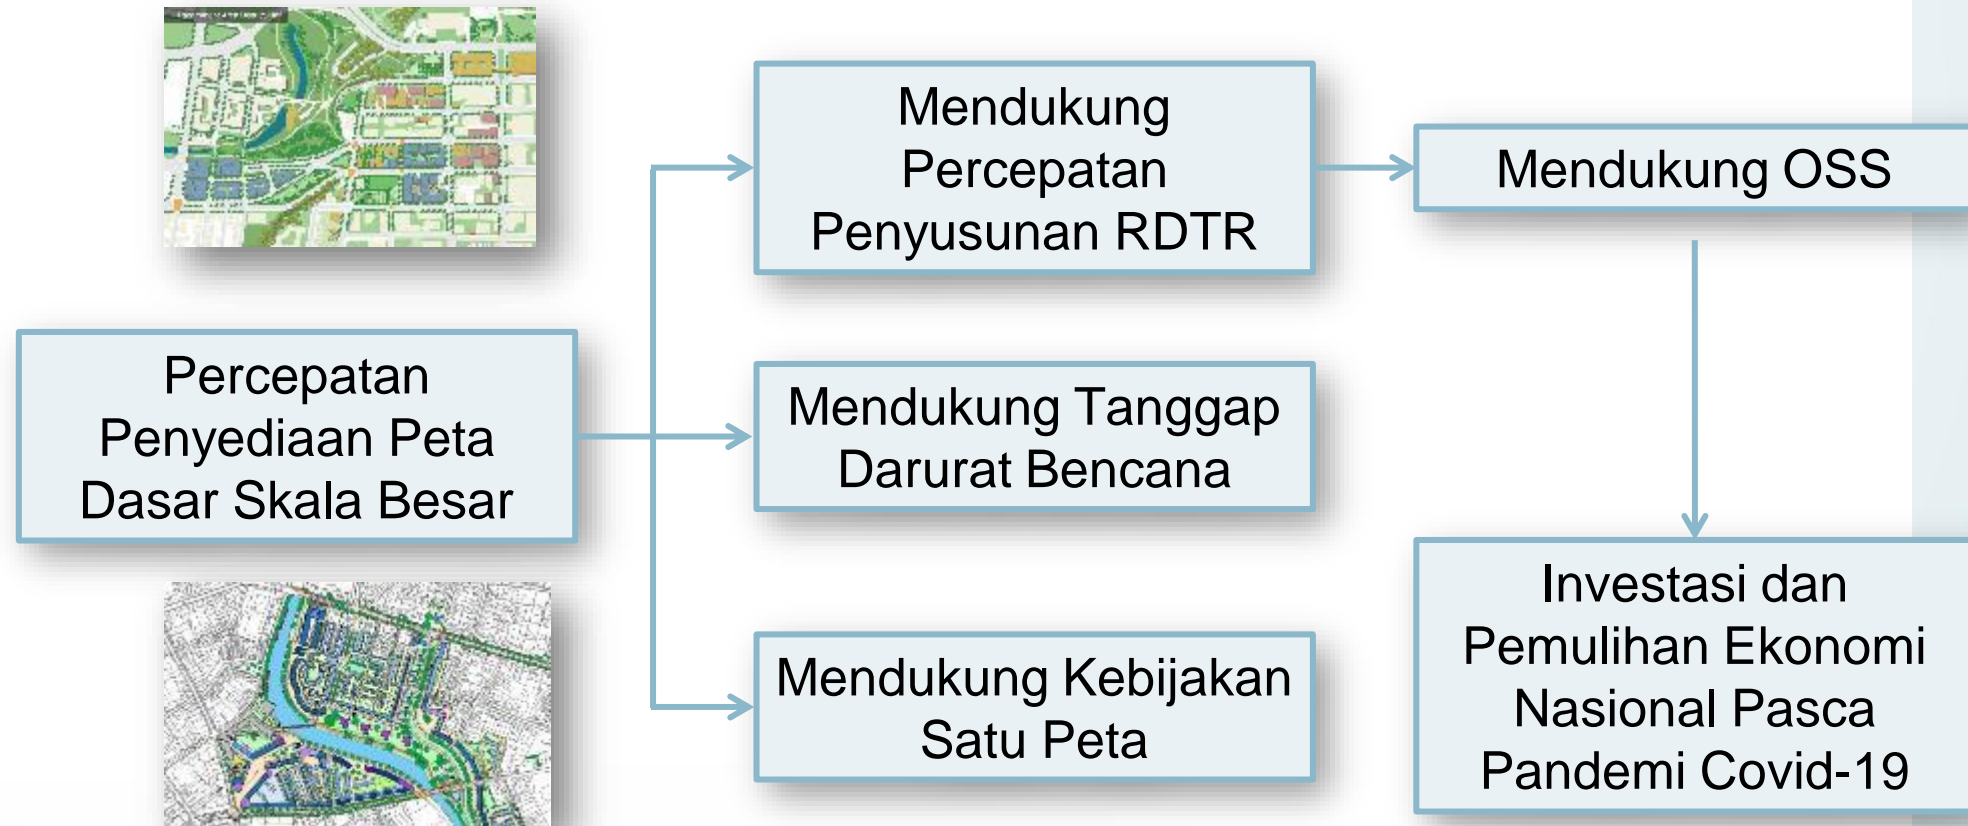 Percepatan
Penyediaan Peta
Dasar Skala Besar
Mendukung
Percepatan
Penyusunan RDTR
Mendukung Tanggap
Darurat Bencana
Mendukung Kebijakan
Satu Peta
Mendukung OSS
Investasi dan
Pemulihan Ekonomi
Nasional Pasca
Pandemi Covid-19